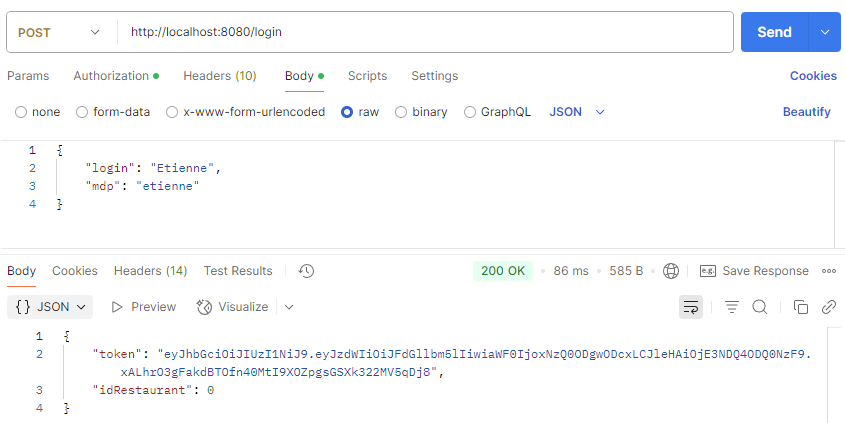 POST http://localhost:8080/login Send
Params Authorization Headers (10) Body Scripts Settings Cookies
none form-data x-www-form-urlencoded raw binary GraphQL JSON Beautify
1 {
2 "login": "Etienne",
3 "mdp": "etienne"
4 }
Body Cookies Headers (14) Test Results 200 OK • 86 ms • 585 B e.g. Save Response
{} JSON Preview Visualize
1 {
2 "token": "eyJhbGciOiJIUzI1NiJ9.eyJzdWIiOiJFdGllbm5lIiwiaWF0IjoxNzQ0ODgwODcxLCJleHAiOjE3NDQ4ODQ0NzF9.
xALhrO3gFakdBTOfn40MtI9XOZpgsGSXk322MV5qDj8",
3 "idRestaurant": 0
4 }